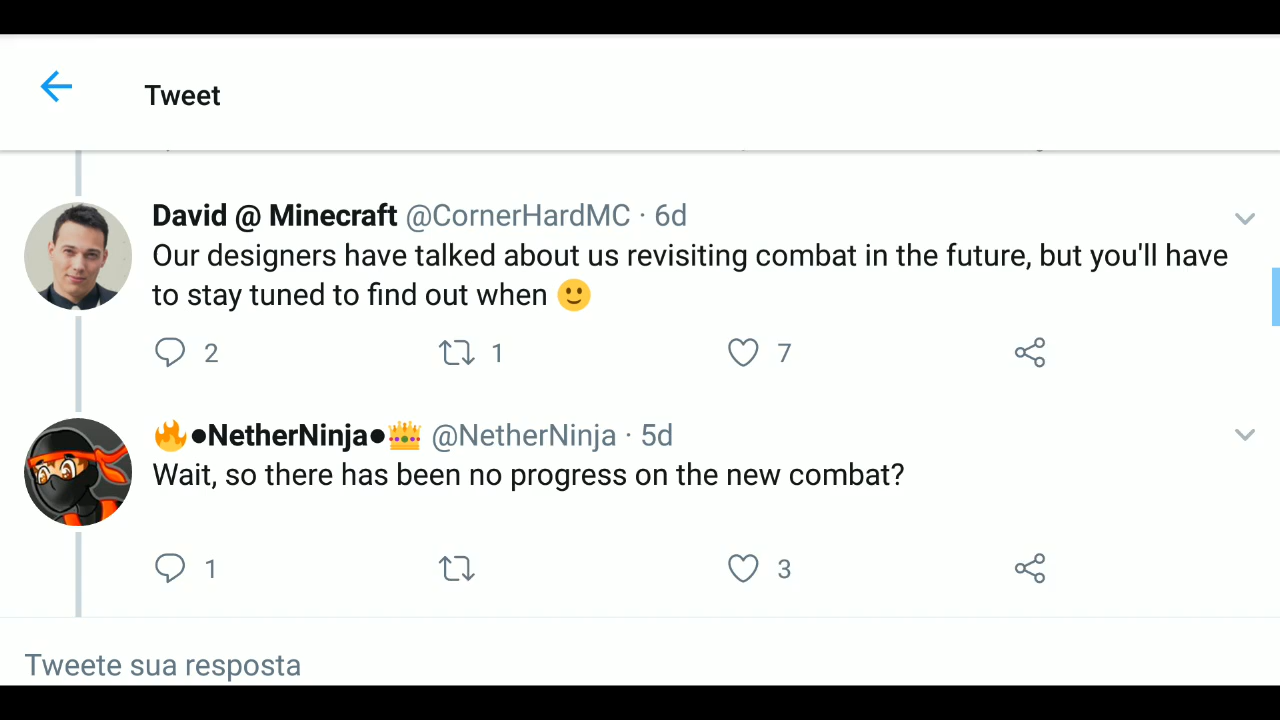 Tweet
David @ Minecraft @CornerHardMC · 6d
Our designers have talked about us revisiting combat in the future, but you'll have
to stay tuned to find out when 🙂
2 1 7
🔥●NetherNinja●👑 @NetherNinja · 5d
Wait, so there has been no progress on the new combat?
1 3
Tweete sua resposta